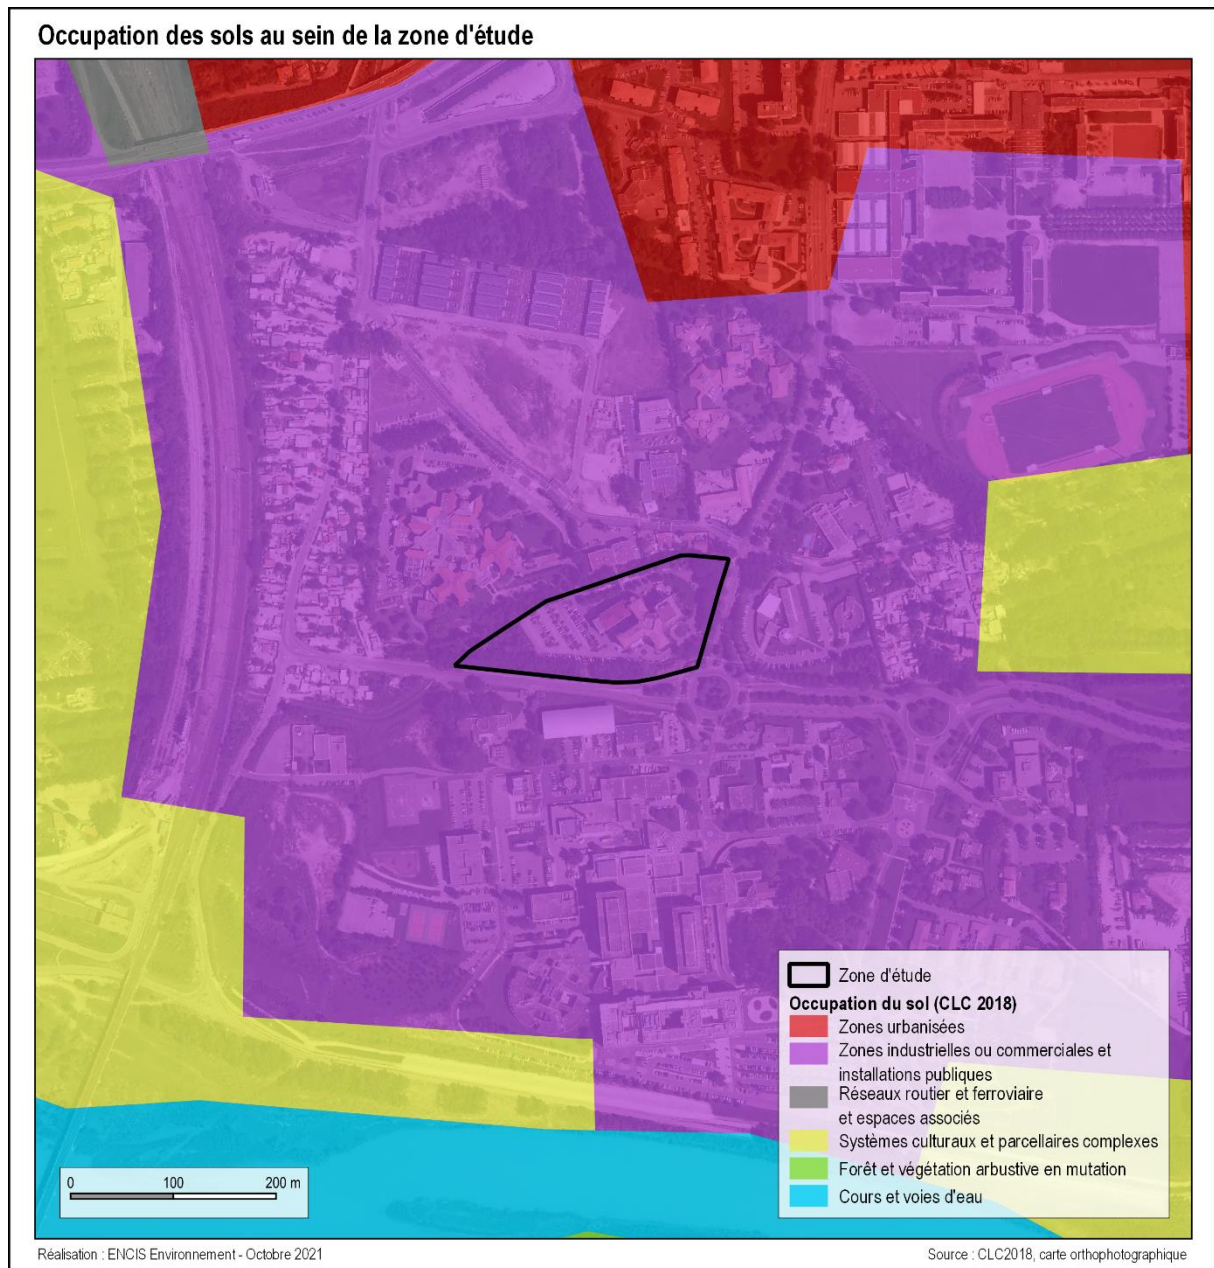 Occupation des sols au sein de la zone d'étude
Zone d'étude
Occupation du sol (CLC 2018)
Zones urbanisées
Zones industrielles ou commerciales et
installations publiques
Réseaux routier et ferroviaire
et espaces associés
Systèmes culturaux et parcellaires complexes
Forêt et végétation arbustive en mutation
Cours et voies d'eau
0 100 200 m
Réalisation : ENCIS Environnement - Octobre 2021
Source : CLC2018, carte orthophotographique